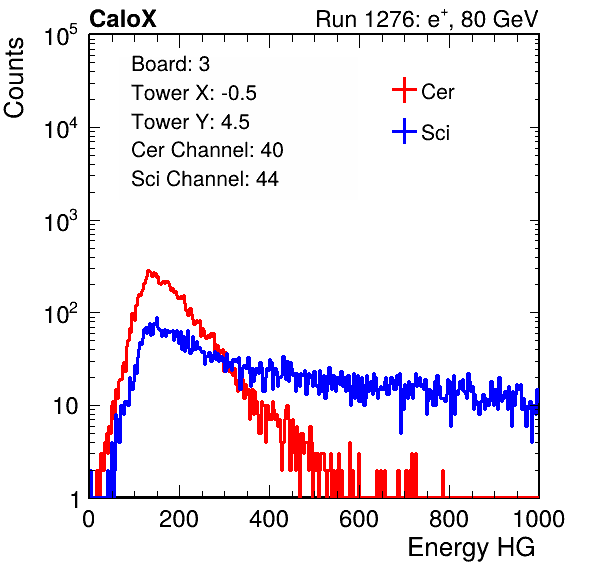 CaloX Run 1276: e⁺, 80 GeV
Counts
10⁵
10⁴
10³
10²
10
1
Board: 3
Tower X: -0.5
Tower Y: 4.5
Cer Channel: 40
Sci Channel: 44
Cer
Sci
0 200 400 600 800 1000
Energy HG